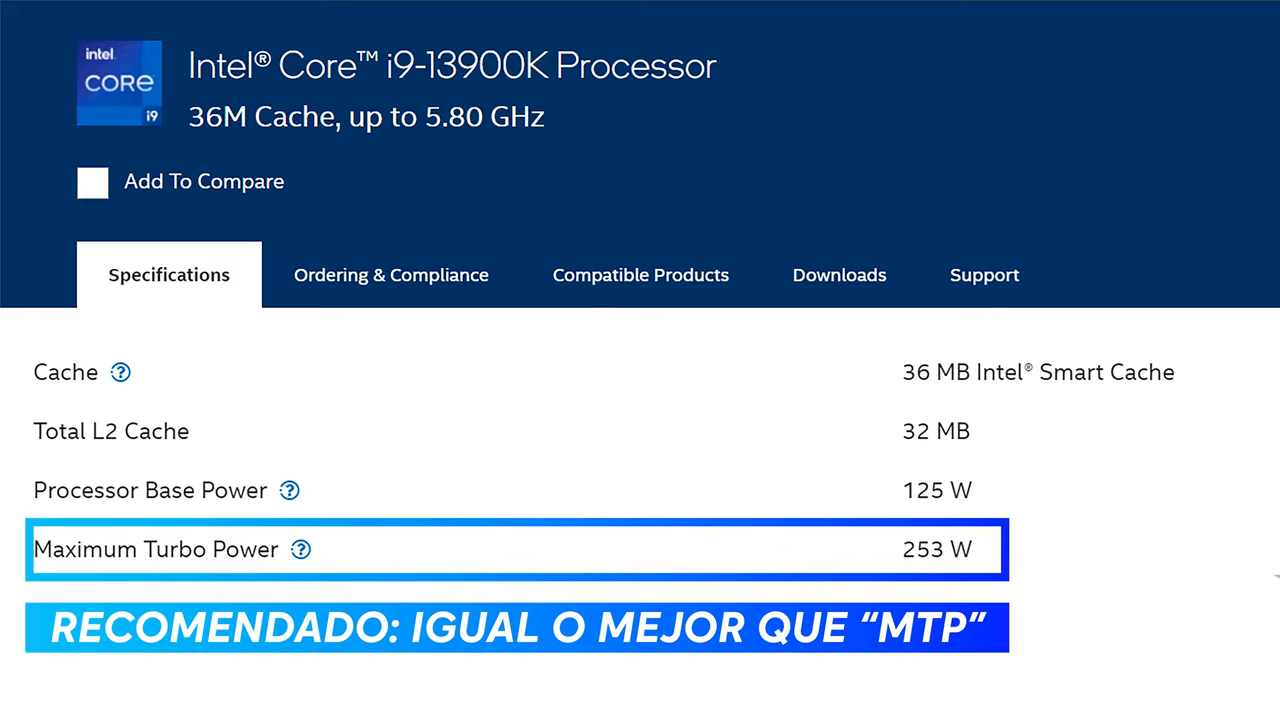 intel
CORE
i9
Intel® Core™ i9-13900K Processor
36M Cache, up to 5.80 GHz
Add To Compare
Specifications Ordering & Compliance Compatible Products Downloads Support
Cache ? 36 MB Intel® Smart Cache
Total L2 Cache 32 MB
Processor Base Power ? 125 W
Maximum Turbo Power ? 253 W
RECOMENDADO: IGUAL O MEJOR QUE “MTP”